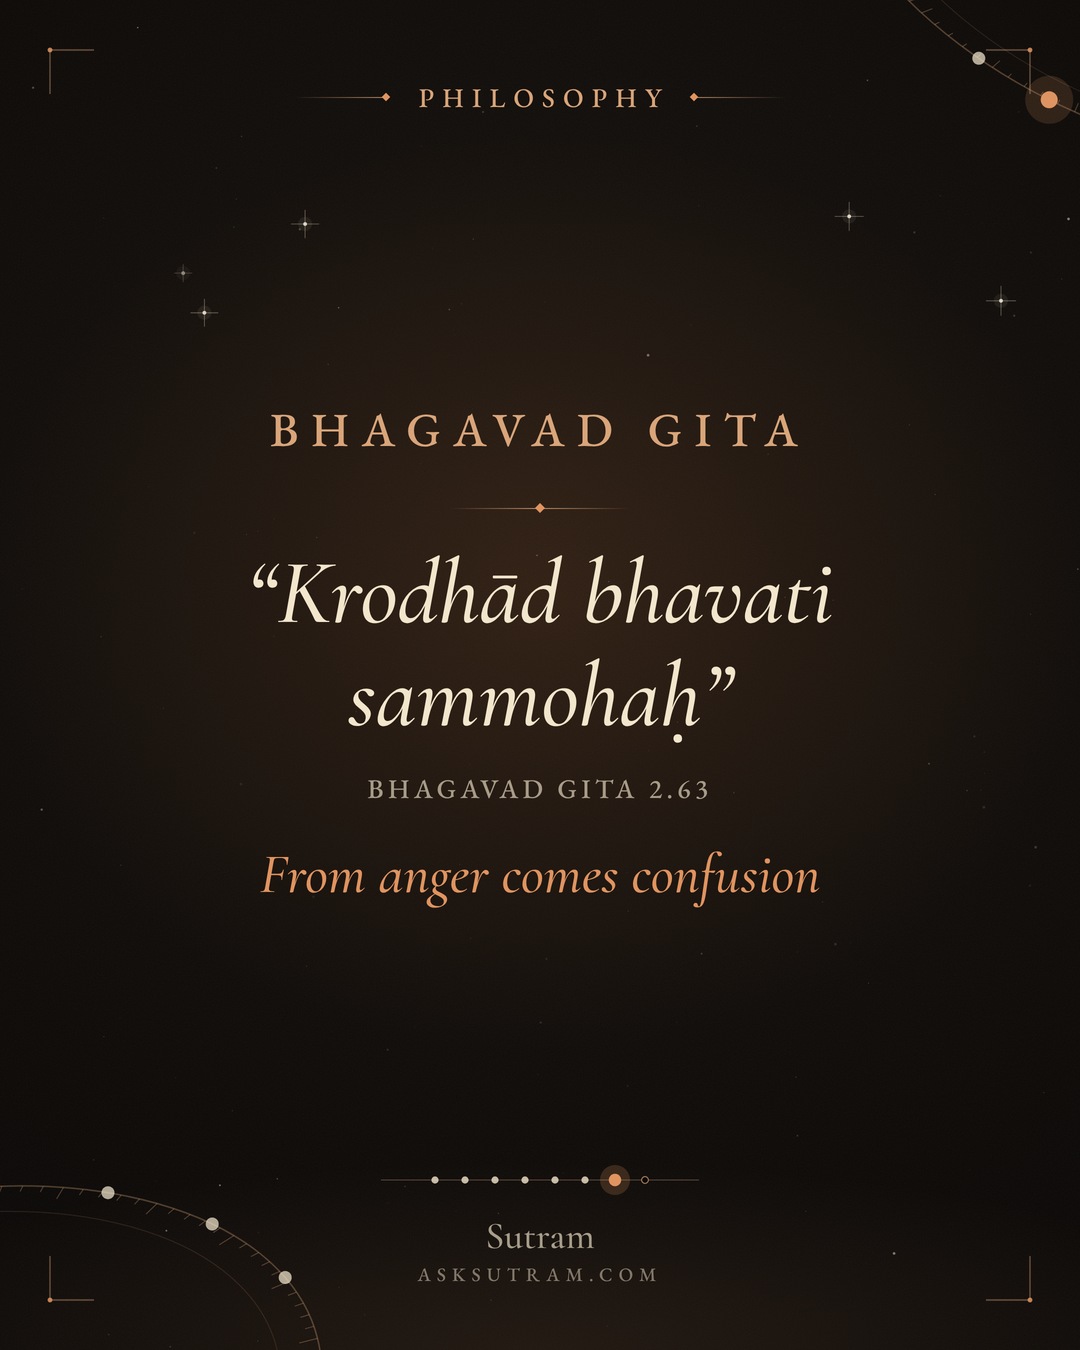 PHILOSOPHY
BHAGAVAD GITA
“Krodhād bhavati
sammohaḥ”
BHAGAVAD GITA 2.63
From anger comes confusion
Sutram
ASKSUTRAM.COM